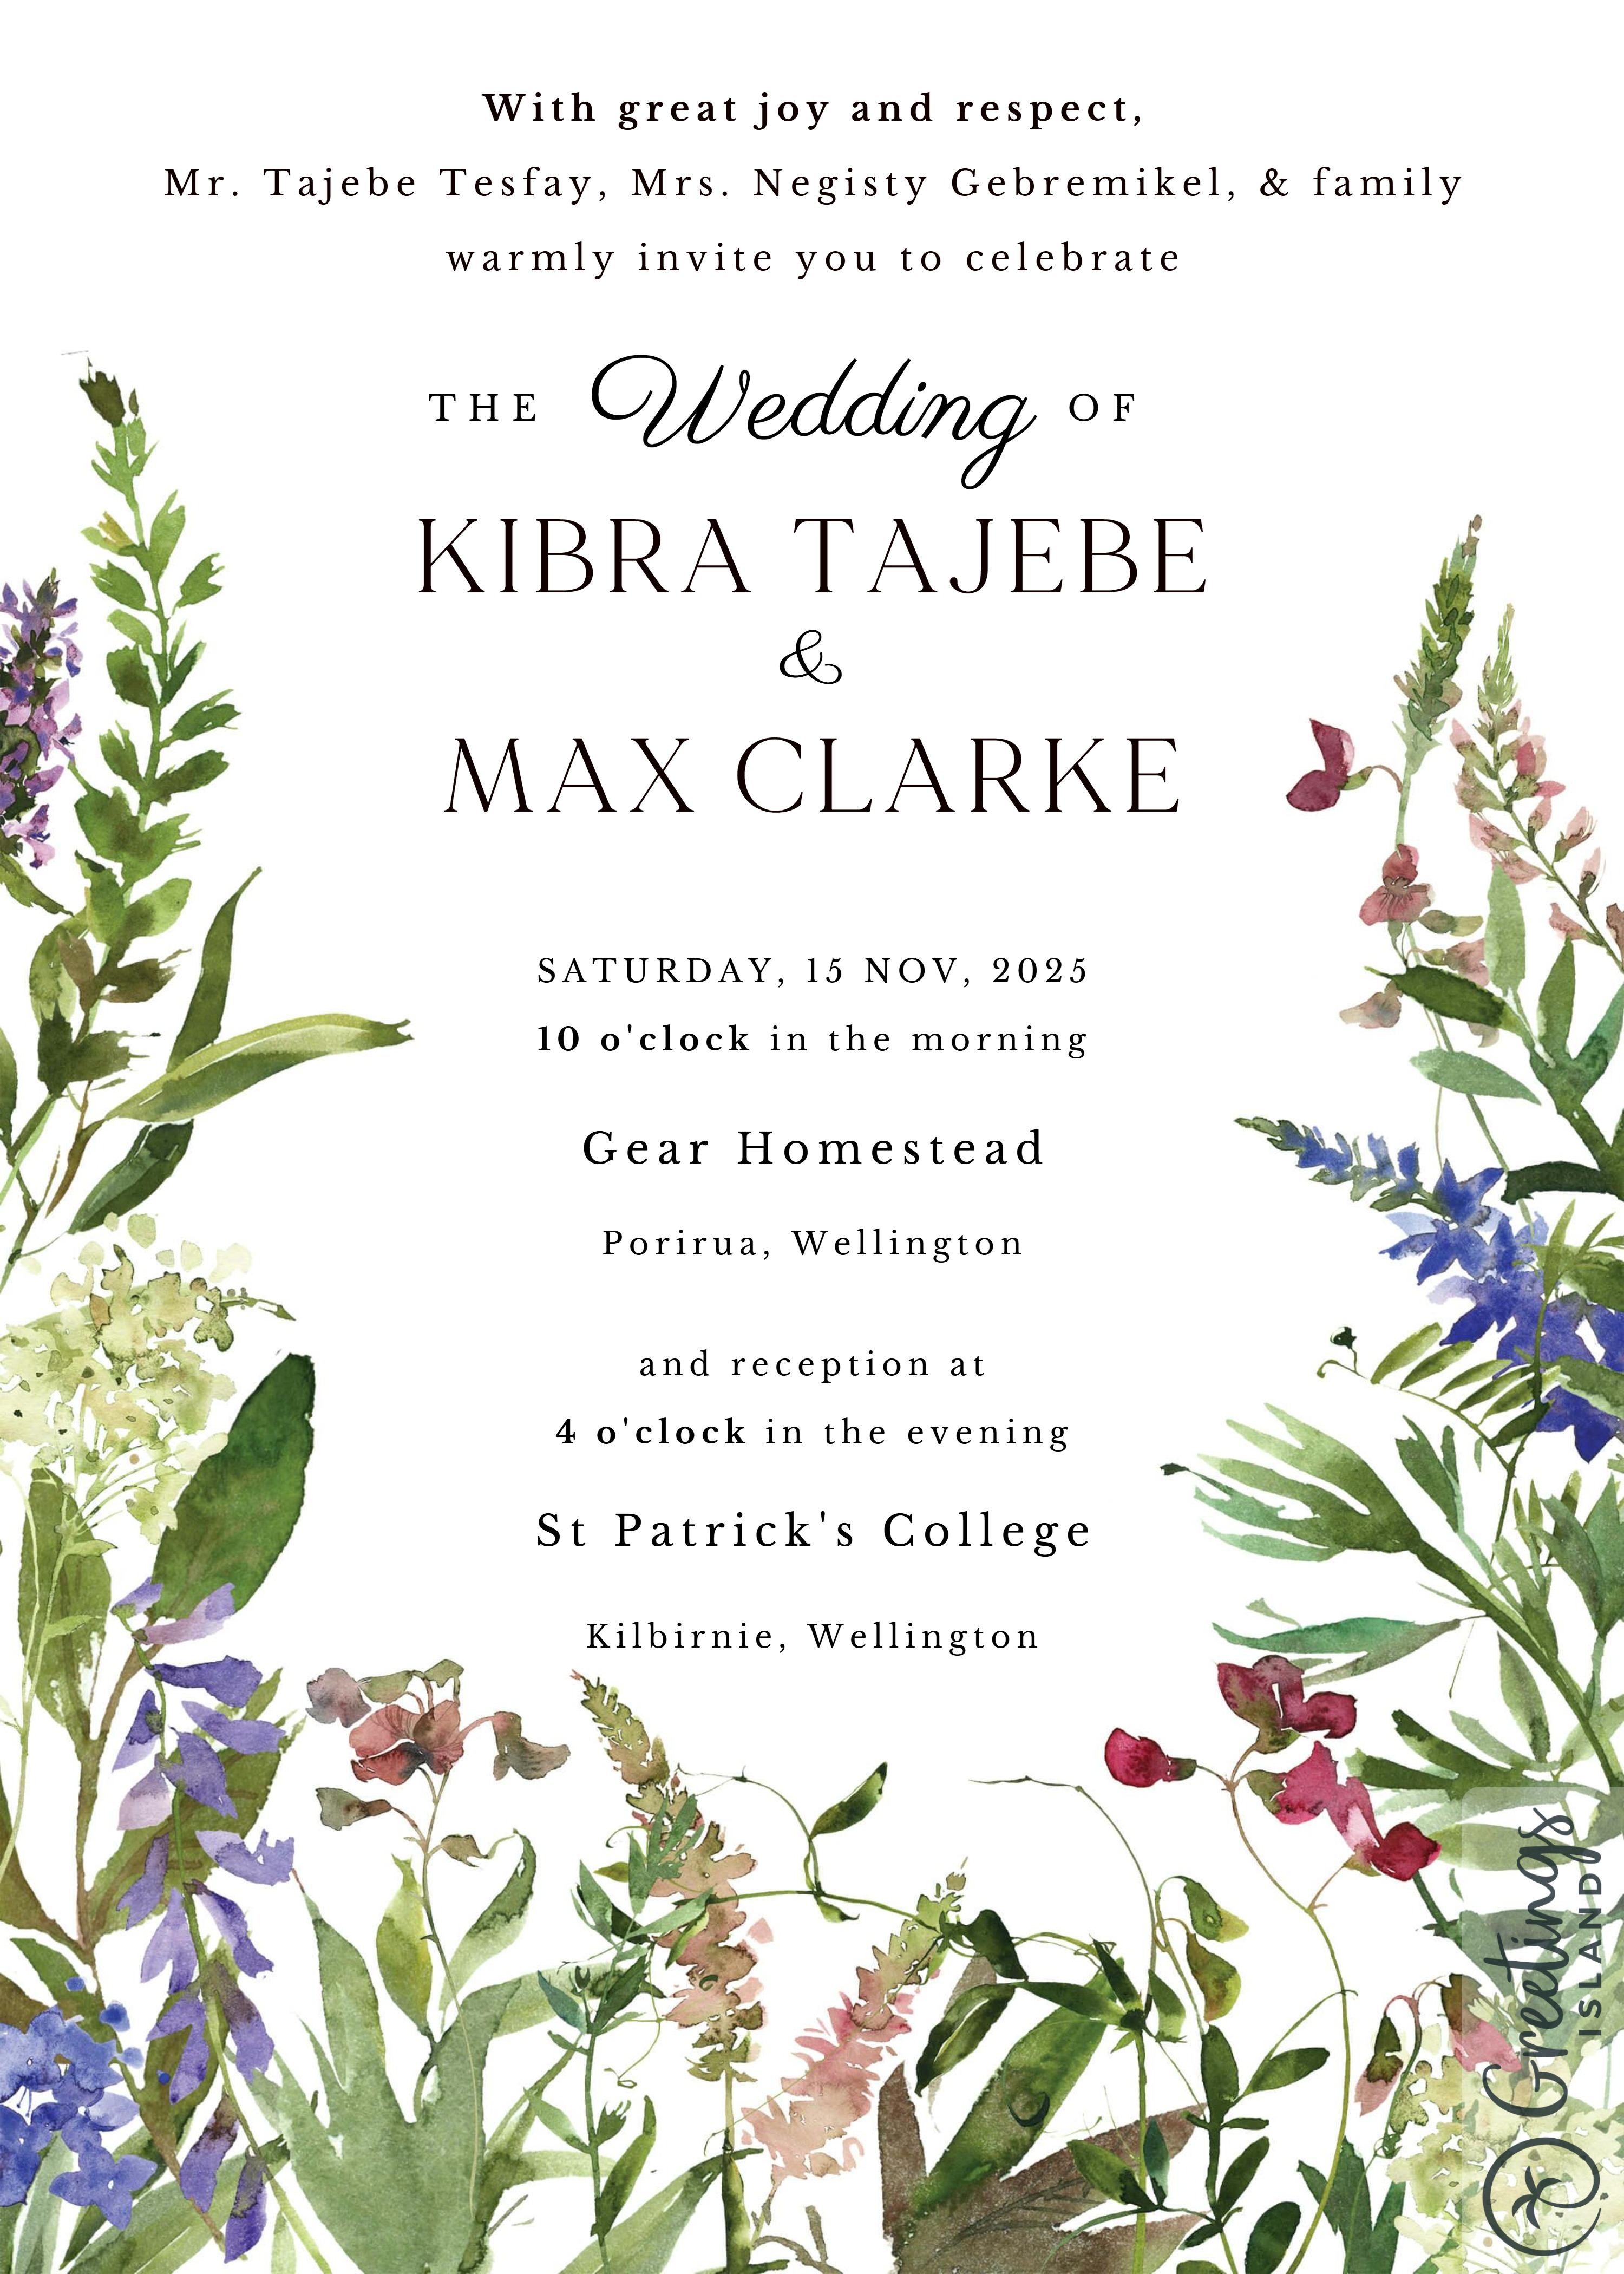 With great joy and respect,
Mr. Tajebe Tesfay, Mrs. Negisty Gebremikel, & family
warmly invite you to celebrate
THE Wedding OF
KIBRA TAJEBE
&
MAX CLARKE
SATURDAY, 15 NOV, 2025
10 o'clock in the morning
Gear Homestead
Porirua, Wellington
and reception at
4 o'clock in the evening
St Patrick's College
Kilbirnie, Wellington
Greetings
ISLAND